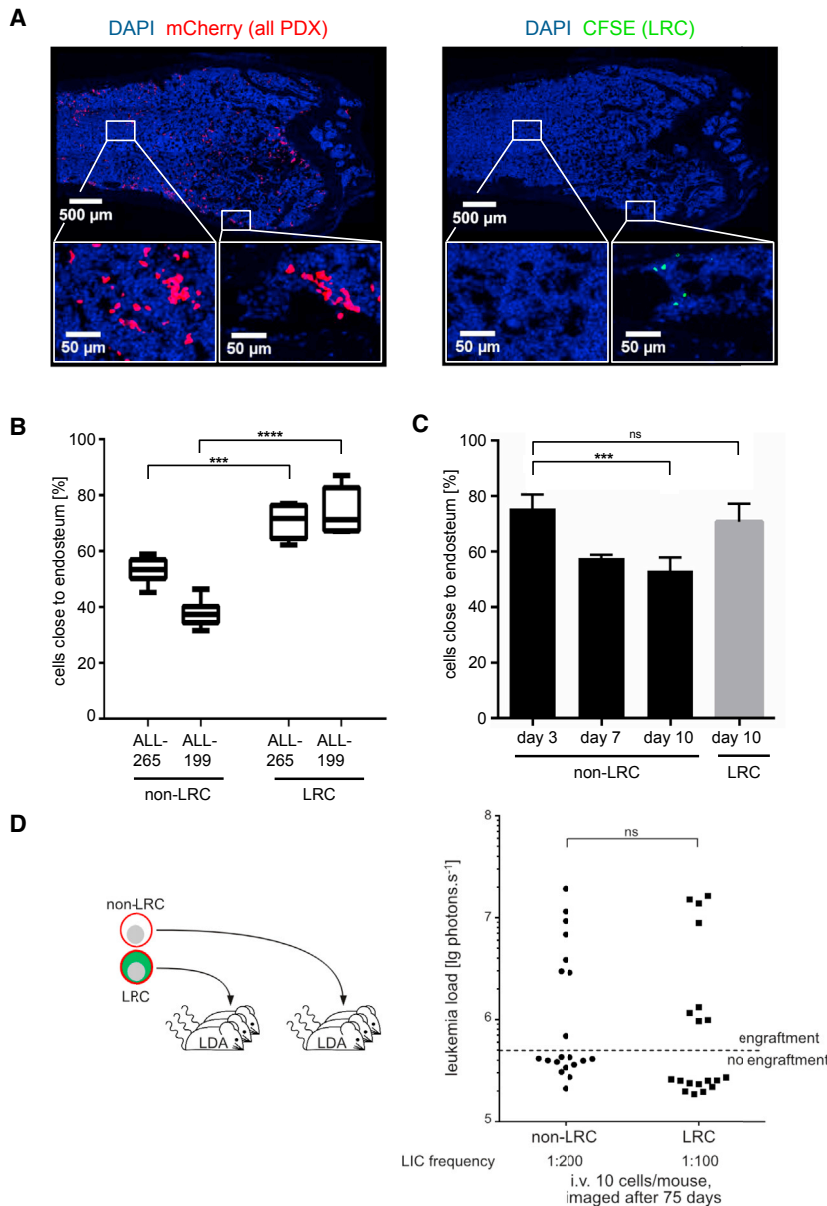 A
DAPI mCherry (all PDX)
DAPI CFSE (LRC)
500 µm
50 µm
50 µm
500 µm
50 µm
50 µm
B
cells close to endosteum [%]
100
80
60
40
20
0
***
****
ALL-265
ALL-199
ALL-265
ALL-199
non-LRC
LRC
C
cells close to endosteum [%]
100
80
60
40
20
0
ns
***
day 3
day 7
day 10
day 10
non-LRC
LRC
D
non-LRC
LRC
LDA
LDA
leukemia load [lg photons.s⁻¹]
8
7
6
5
ns
engraftment
no engraftment
non-LRC
LRC
LIC frequency
1:200
1:100
i.v. 10 cells/mouse,
imaged after 75 days